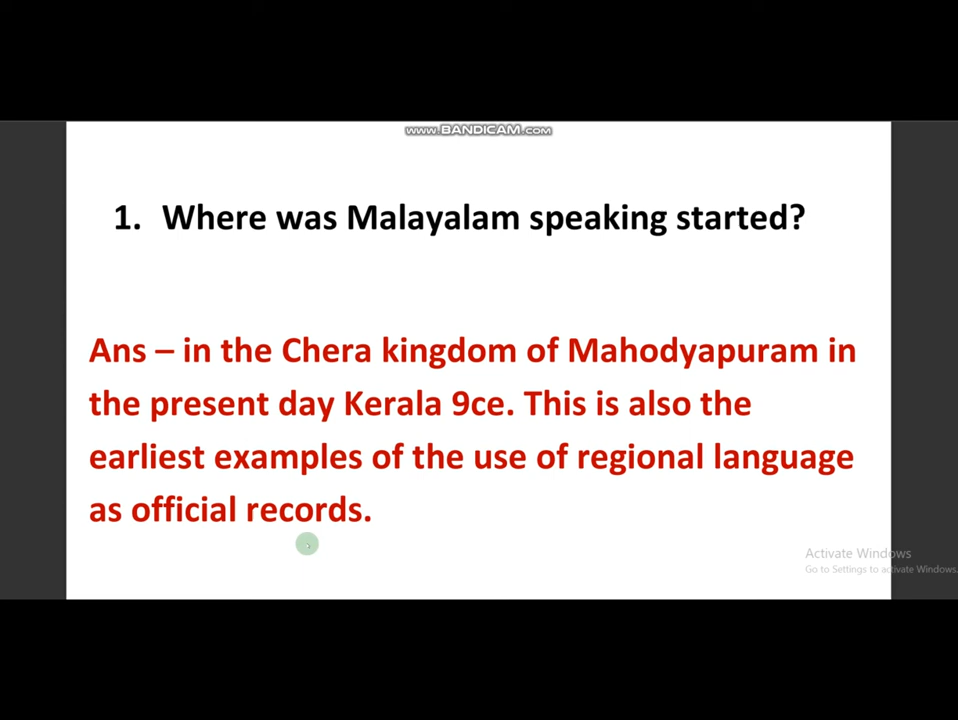 www.BANDICAM.com
1. Where was Malayalam speaking started?
Ans – in the Chera kingdom of Mahodyapuram in
the present day Kerala 9ce. This is also the
earliest examples of the use of regional language
as official records.
Activate Windows
Go to Settings to activate Windows.